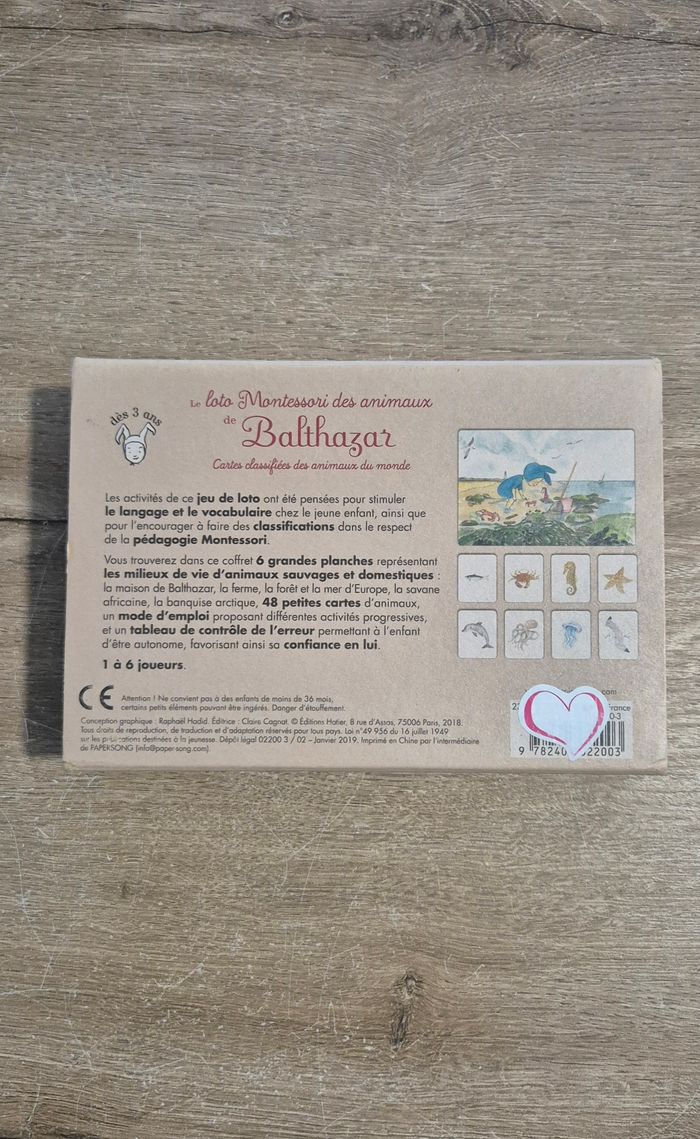 dès 3 ans
Le loto Montessori des animaux
de Balthazar
Cartes classifiées des animaux du monde
Les activités de ce jeu de loto ont été pensées pour stimuler
le langage et le vocabulaire chez le jeune enfant, ainsi que
pour l'encourager à faire des classifications dans le respect
de la pédagogie Montessori.
Vous trouverez dans ce coffret 6 grandes planches représentant
les milieux de vie d'animaux sauvages et domestiques :
la maison de Balthazar, la ferme, la forêt et la mer d'Europe, la savane
africaine, la banquise arctique, 48 petites cartes d'animaux,
un mode d'emploi proposant différentes activités progressives,
et un tableau de contrôle de l'erreur permettant à l'enfant
d'être autonome, favorisant ainsi sa confiance en lui.
1 à 6 joueurs.
CE
Attention ! Ne convient pas à des enfants de moins de 36 mois,
certains petits éléments pouvant être ingérés. Danger d'étouffement.
Conception graphique : Raphaël Hadid. Éditrice : Claire Cagnat. © Éditions Hatier, 8 rue d'Assas, 75006 Paris, 2018.
Tous droits de reproduction, de traduction et d'adaptation réservés pour tous pays. Loi n°49 956 du 16 juillet 1949
sur les publications destinées à la jeunesse. Dépôt légal 02200 3 / 02 – Janvier 2019. Imprimé en Chine par l'intermédiaire
de PAPERSONG (info@paper-song.com).
com
France
0-3
9 78240 022003